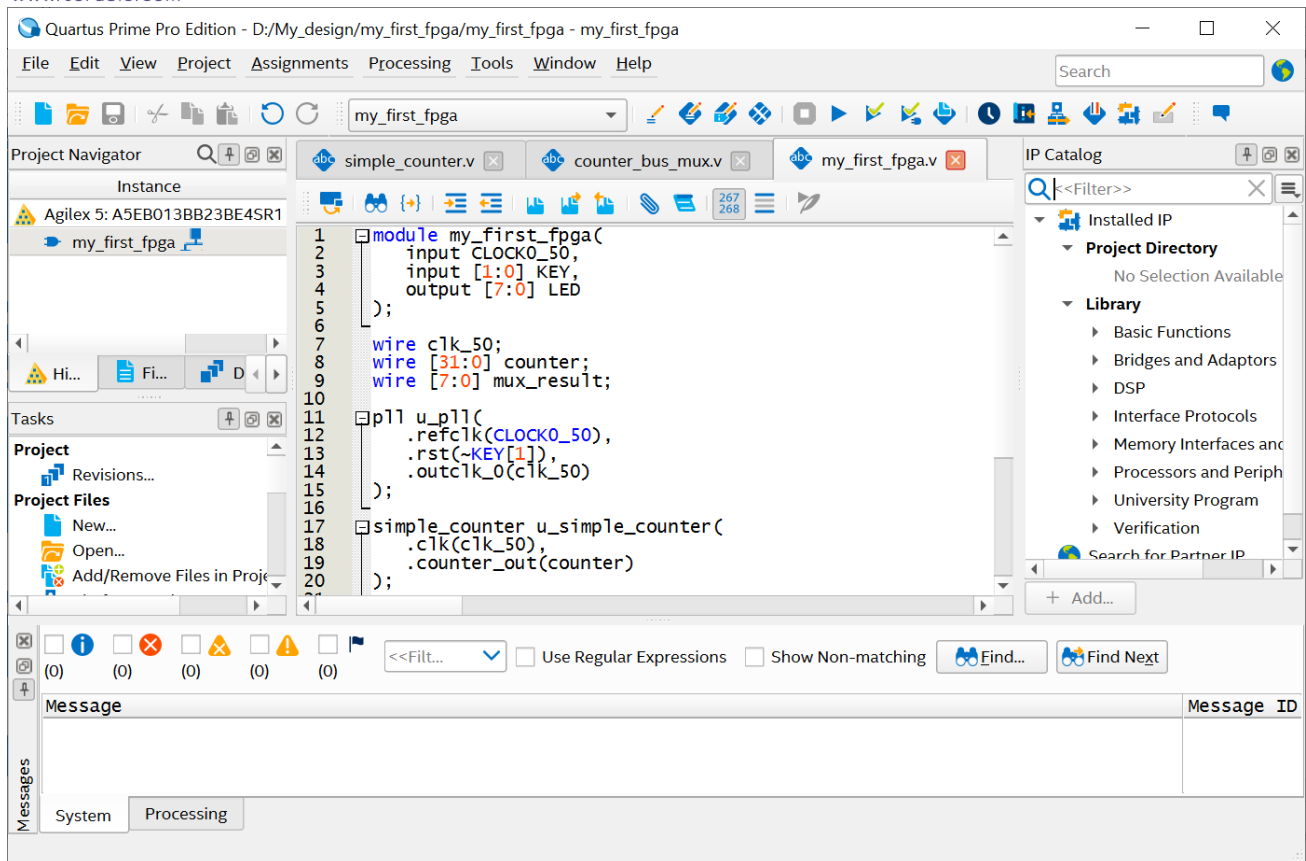 Quartus Prime Pro Edition - D:/My_design/my_first_fpga/my_first_fpga - my_first_fpga
File Edit View Project Assignments Processing Tools Window Help
Search
my_first_fpga
Project Navigator
Instance
Agilex 5: A5EB013BB23BE4SR1
my_first_fpga
Hi... Fi... D
Tasks
Project
Revisions...
Project Files
New...
Open...
Add/Remove Files in Proje
simple_counter.v counter_bus_mux.v my_first_fpga.v
267
268
1 module my_first_fpga(
2 input CLOCK0_50,
3 input [1:0] KEY,
4 output [7:0] LED
5 );
6
7 wire clk_50;
8 wire [31:0] counter;
9 wire [7:0] mux_result;
10
11 pll u_pll(
12 .refclk(CLOCK0_50),
13 .rst(~KEY[1]),
14 .outclk_0(clk_50)
15 );
16
17 simple_counter u_simple_counter(
18 .clk(clk_50),
19 .counter_out(counter)
20 );
IP Catalog
<<Filter>>
Installed IP
Project Directory
No Selection Available
Library
Basic Functions
Bridges and Adaptors
DSP
Interface Protocols
Memory Interfaces and
Processors and Periph
University Program
Verification
Search for Partner IP
+ Add...
(0) (0) (0) (0) (0) <<Filt... Use Regular Expressions Show Non-matching Find... Find Next
Message Message ID
Messages
System Processing